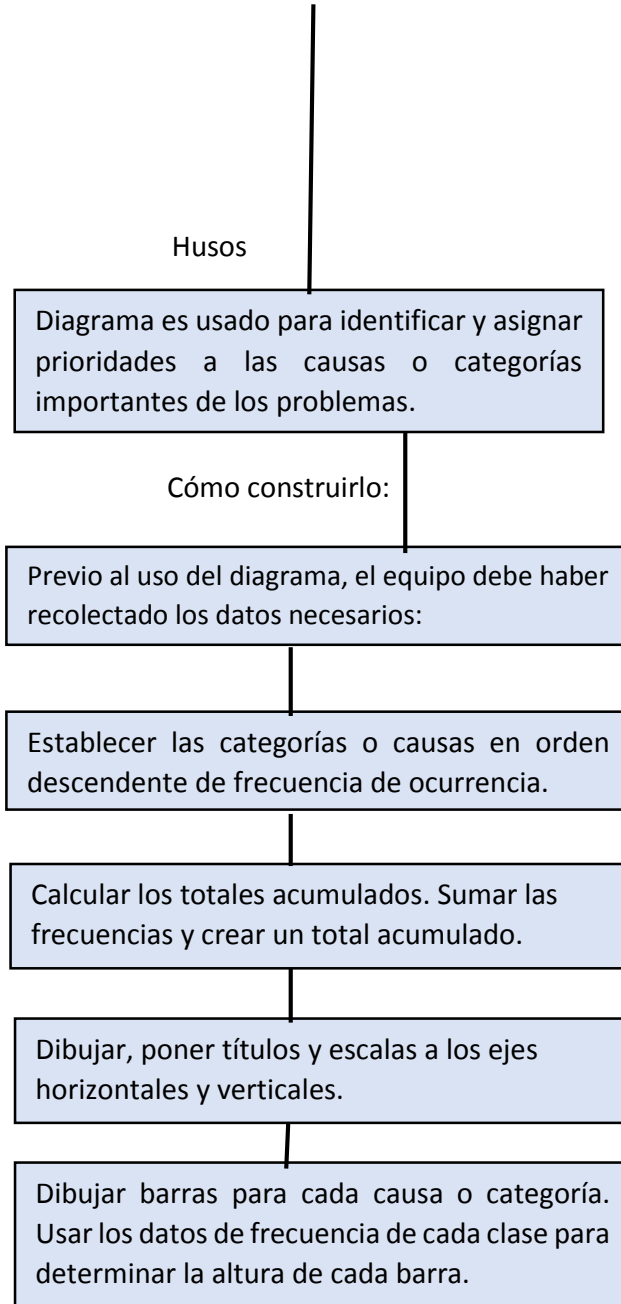 Husos
Diagrama es usado para identificar y asignar
prioridades a las causas o categorías
importantes de los problemas.
Cómo construirlo:
Previo al uso del diagrama, el equipo debe haber
recolectado los datos necesarios:
Establecer las categorías o causas en orden
descendente de frecuencia de ocurrencia.
Calcular los totales acumulados. Sumar las
frecuencias y crear un total acumulado.
Dibujar, poner títulos y escalas a los ejes
horizontales y verticales.
Dibujar barras para cada causa o categoría.
Usar los datos de frecuencia de cada clase para
determinar la altura de cada barra.